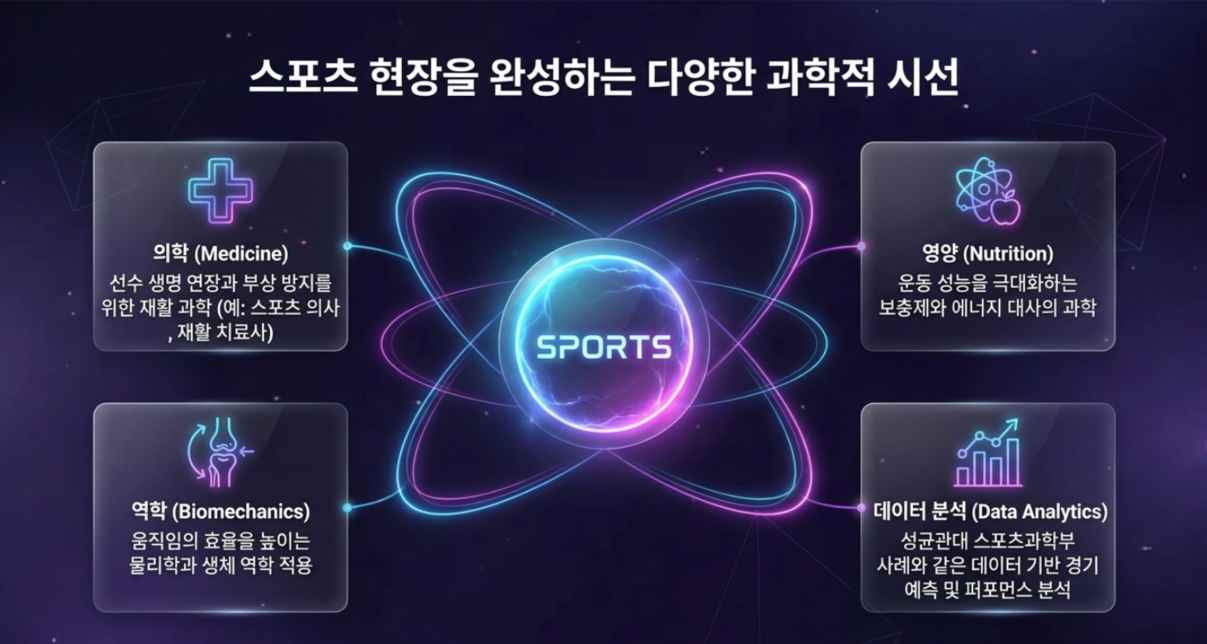 스포츠 현장을 완성하는 다양한 과학적 시선
의학 (Medicine)
선수 생명 연장과 부상 방지를
위한 재활 과학 (예: 스포츠 의사
, 재활 치료사)
영양 (Nutrition)
운동 성능을 극대화하는
보충제와 에너지 대사의 과학
SPORTS
역학 (Biomechanics)
움직임의 효율을 높이는
물리학과 생체 역학 적용
데이터 분석 (Data Analytics)
성균관대 스포츠과학부
사례와 같은 데이터 기반 경기
예측 및 퍼포먼스 분석